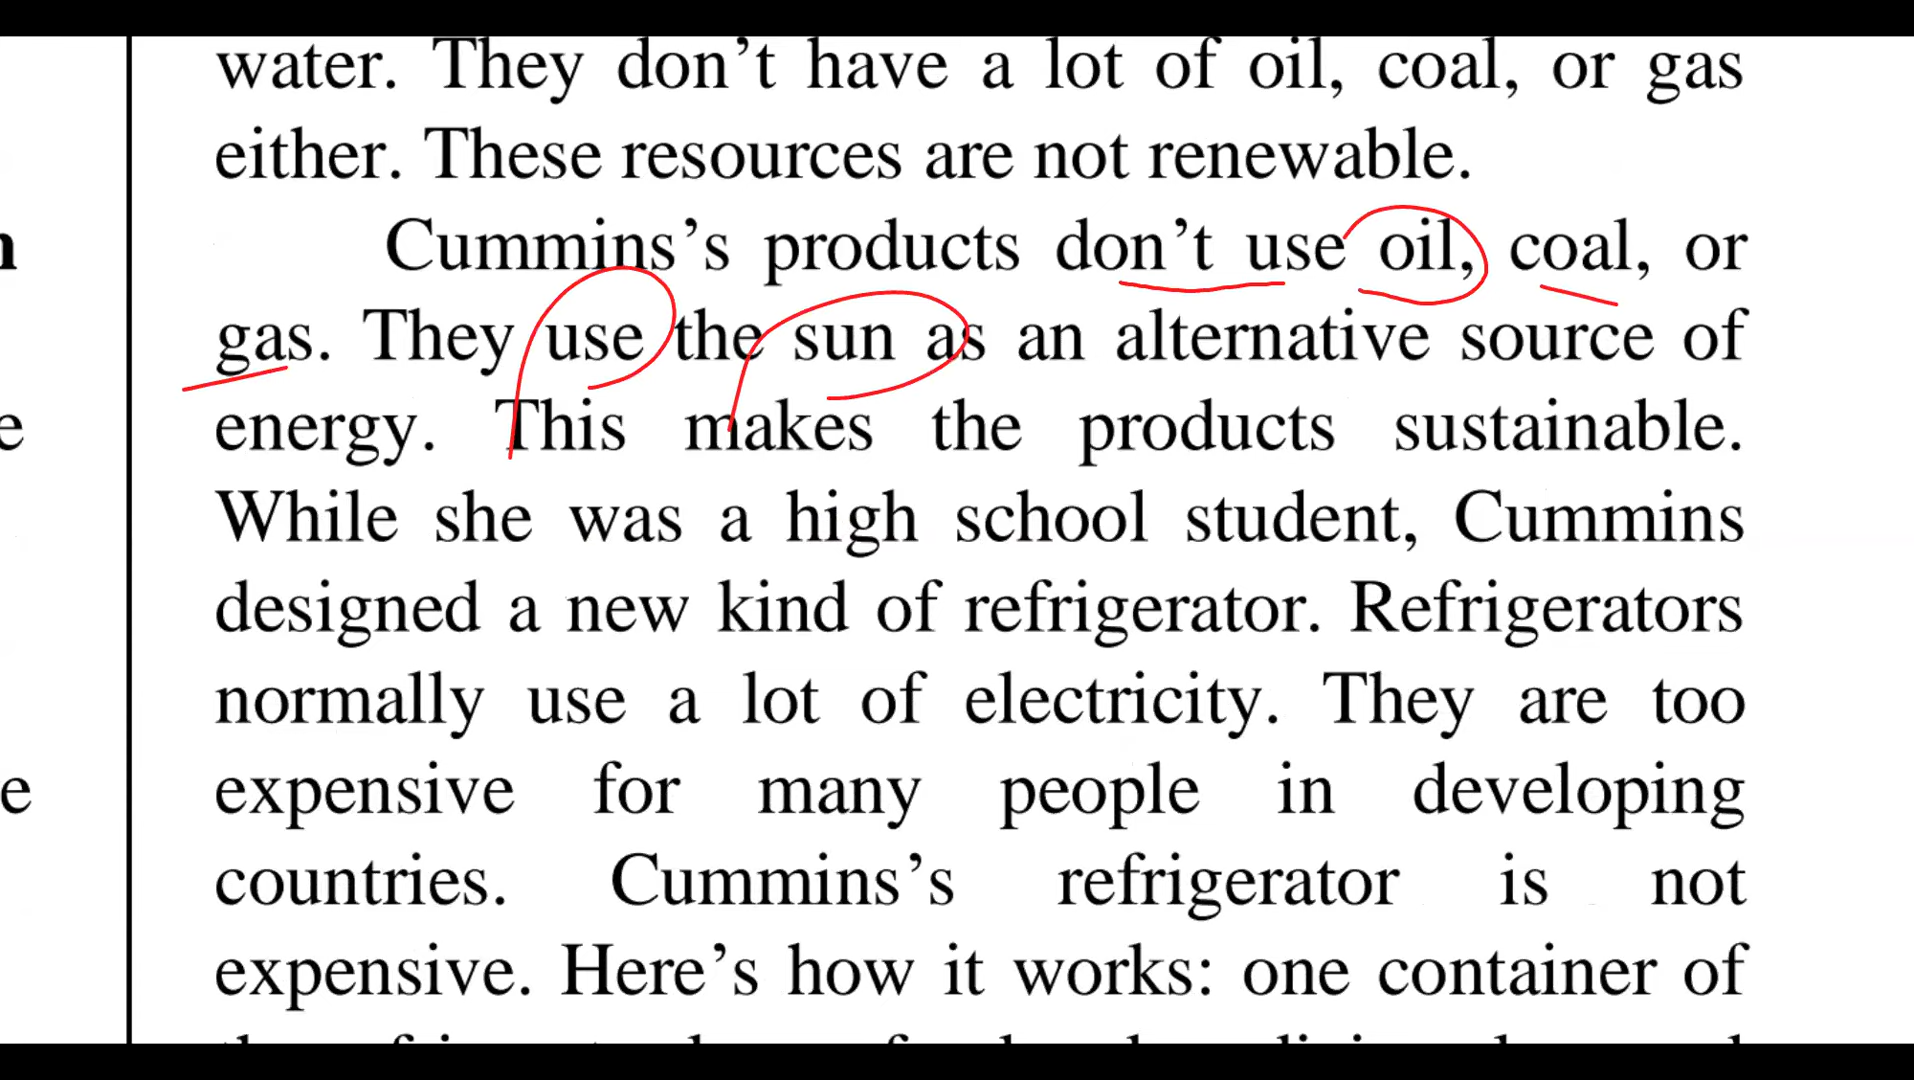 water. They don’t have a lot of oil, coal, or gas
either. These resources are not renewable.
Cummins’s products don’t use oil, coal, or
gas. They use the sun as an alternative source of
energy. This makes the products sustainable.
While she was a high school student, Cummins
designed a new kind of refrigerator. Refrigerators
normally use a lot of electricity. They are too
expensive for many people in developing
countries. Cummins’s refrigerator is not
expensive. Here’s how it works: one container of